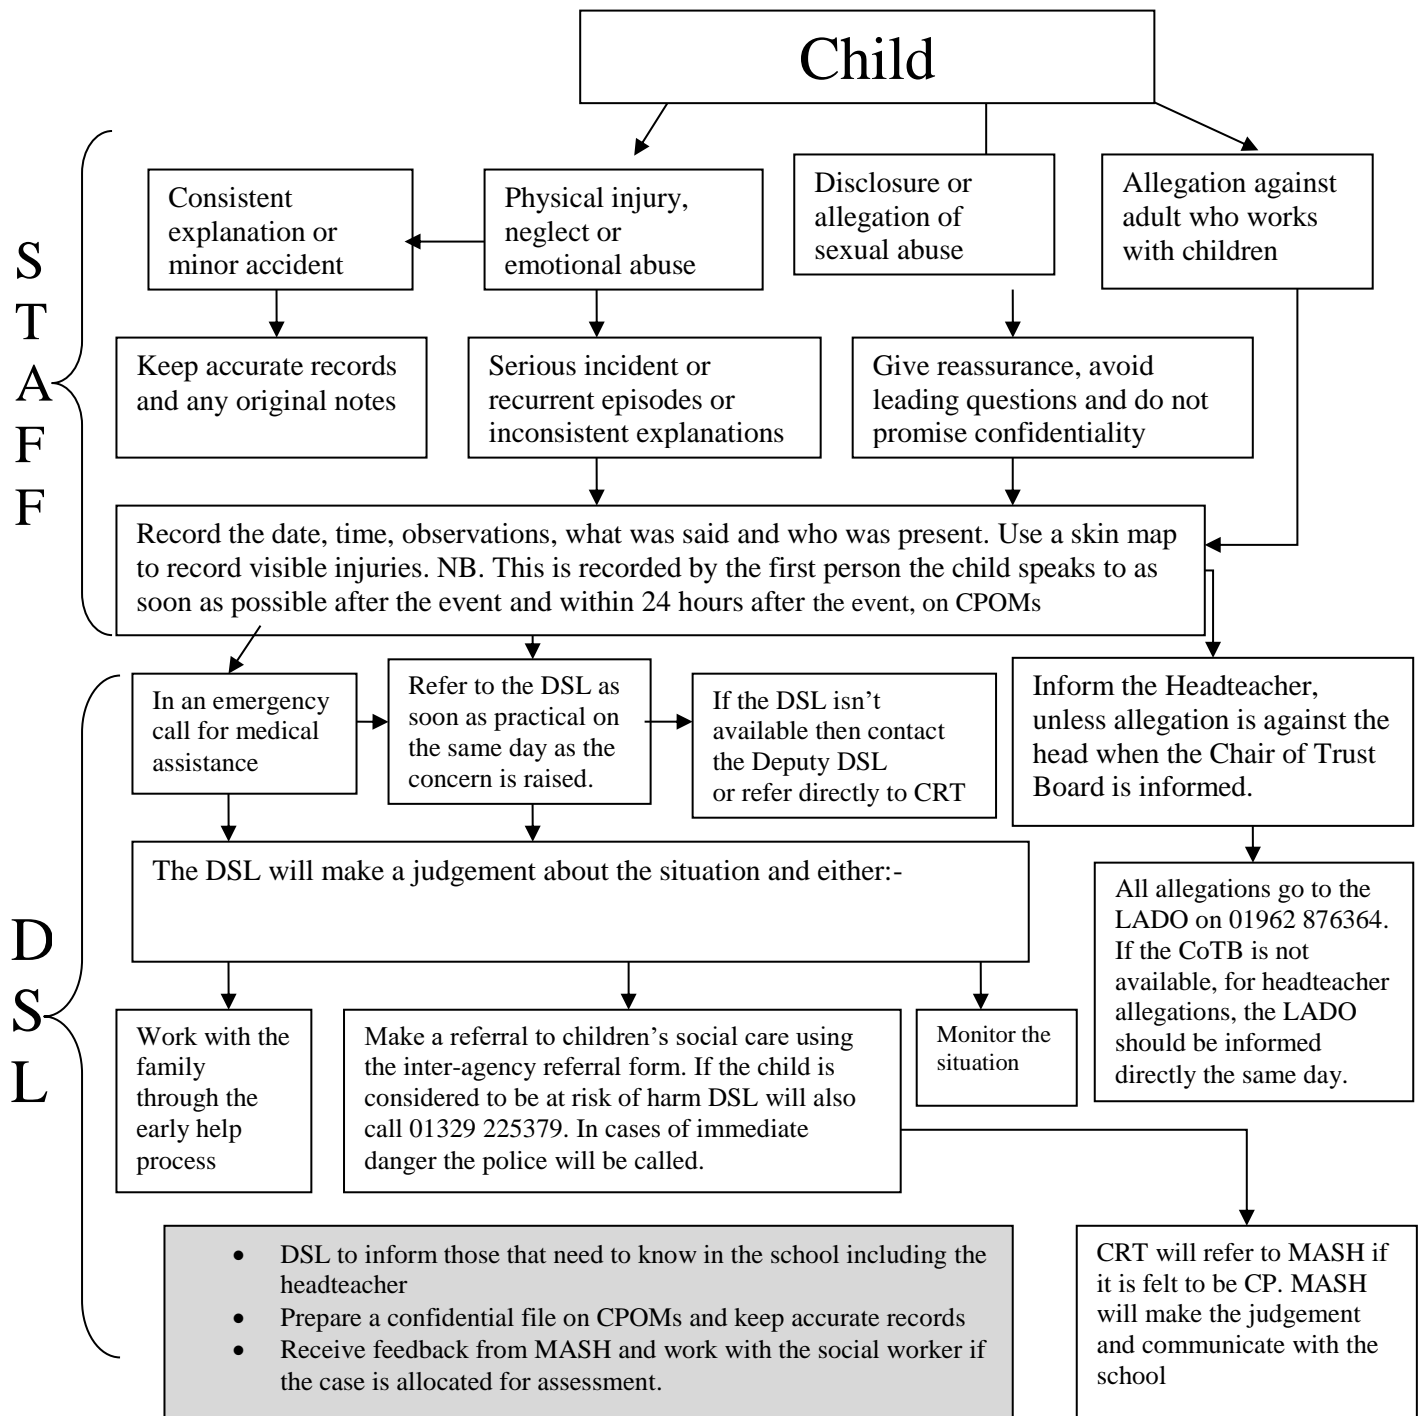 Child
Consistent
explanation or
minor accident
Physical injury,
neglect or
emotional abuse
Disclosure or
allegation of
sexual abuse
Allegation against
adult who works
with children
S
T
A
F
F
Keep accurate records
and any original notes
Serious incident or
recurrent episodes or
inconsistent explanations
Give reassurance, avoid
leading questions and do not
promise confidentiality
Record the date, time, observations, what was said and who was present. Use a skin map
to record visible injuries. NB. This is recorded by the first person the child speaks to as
soon as possible after the event and within 24 hours after the event, on CPOMs
In an emergency
call for medical
assistance
Refer to the DSL as
soon as practical on
the same day as the
concern is raised.
If the DSL isn’t
available then contact
the Deputy DSL
or refer directly to CRT
Inform the Headteacher,
unless allegation is against the
head when the Chair of Trust
Board is informed.
The DSL will make a judgement about the situation and either:-
All allegations go to the
LADO on 01962 876364.
If the CoTB is not
available, for headteacher
allegations, the LADO
should be informed
directly the same day.
D
S
L
Work with the
family
through the
early help
process
Make a referral to children’s social care using
the inter-agency referral form. If the child is
considered to be at risk of harm DSL will also
call 01329 225379. In cases of immediate
danger the police will be called.
Monitor the
situation
• DSL to inform those that need to know in the school including the
headteacher
• Prepare a confidential file on CPOMs and keep accurate records
• Receive feedback from MASH and work with the social worker if
the case is allocated for assessment.
CRT will refer to MASH if
it is felt to be CP. MASH
will make the judgement
and communicate with the
school